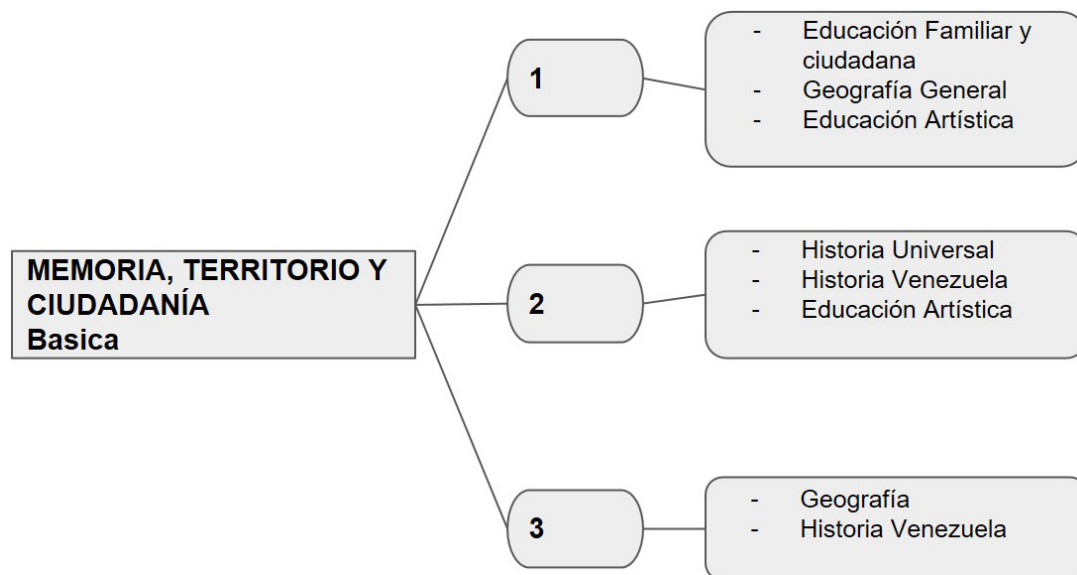 MEMORIA, TERRITORIO Y
CIUDADANÍA
Basica
1
- Educación Familiar y
ciudadana
- Geografía General
- Educación Artística
2
- Historia Universal
- Historia Venezuela
- Educación Artística
3
- Geografía
- Historia Venezuela